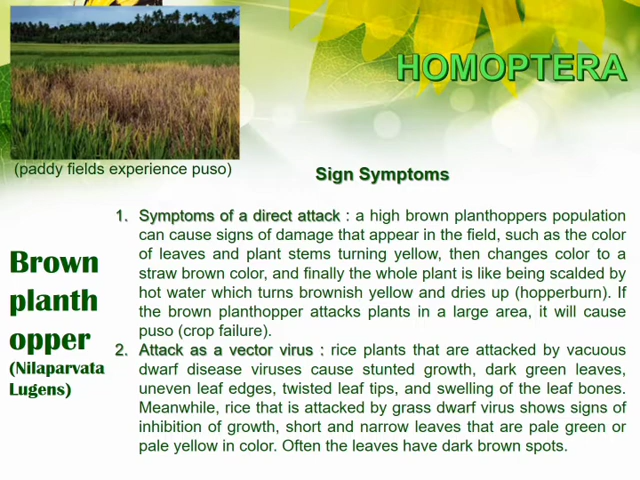 HOMOPTERA
(paddy fields experience puso)
Sign Symptoms
Brown
planth
opper
(Nilaparvata
Lugens)
1. Symptoms of a direct attack : a high brown planthoppers population
can cause signs of damage that appear in the field, such as the color
of leaves and plant stems turning yellow, then changes color to a
straw brown color, and finally the whole plant is like being scalded by
hot water which turns brownish yellow and dries up (hopperburn). If
the brown planthopper attacks plants in a large area, it will cause
puso (crop failure).
2. Attack as a vector virus : rice plants that are attacked by vacuous
dwarf disease viruses cause stunted growth, dark green leaves,
uneven leaf edges, twisted leaf tips, and swelling of the leaf bones.
Meanwhile, rice that is attacked by grass dwarf virus shows signs of
inhibition of growth, short and narrow leaves that are pale green or
pale yellow in color. Often the leaves have dark brown spots.